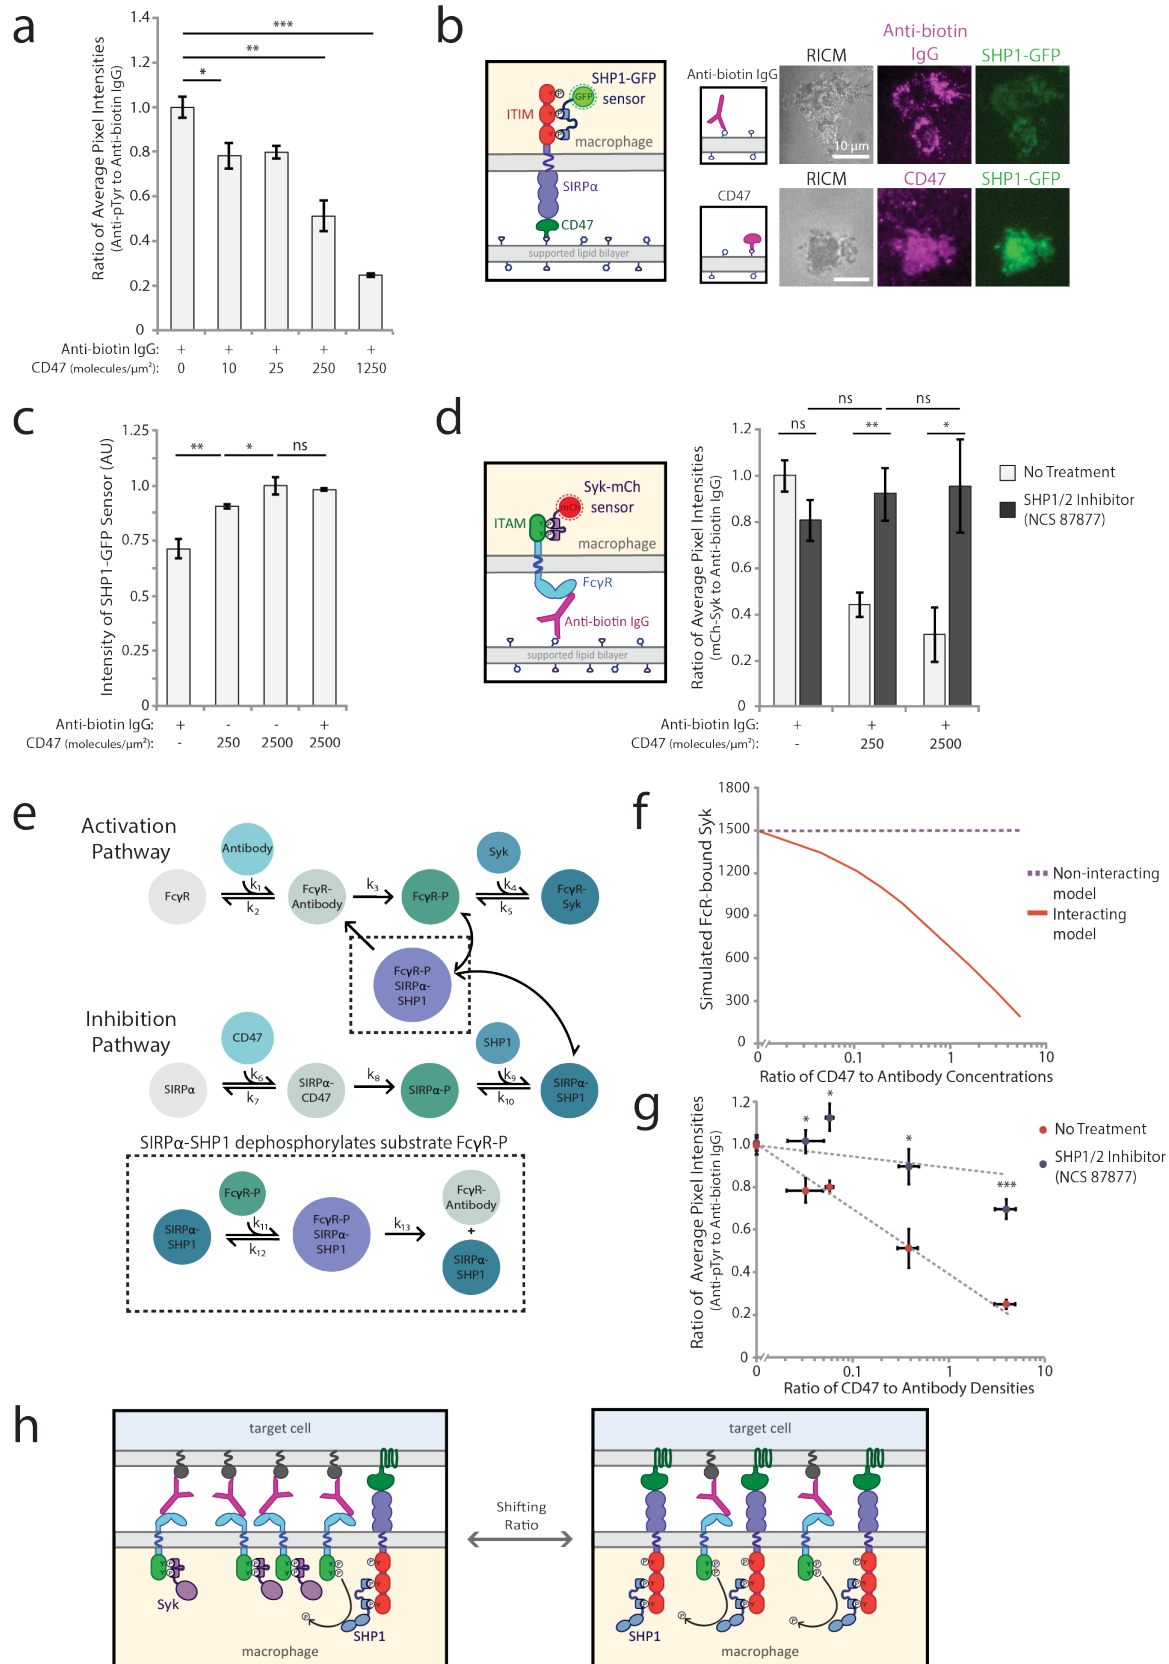 a
Ratio of Average Pixel Intensities
(Anti-pTyr to Anti-biotin IgG)
1.4
1.2
1.0
0.8
0.6
0.4
0.2
0
***
**
*
Anti-biotin IgG: + + + + +
CD47 (molecules/µm²): 0 10 25 250 1250
b
SHP1-GFP
sensor
GFP
ITIM
Y P
Y P
Y P
macrophage
SIRPα
CD47
supported lipid bilayer
Anti-biotin IgG
RICM
Anti-biotin
IgG
SHP1-GFP
10 µm
CD47
RICM
CD47
SHP1-GFP
c
Intensity of SHP1-GFP Sensor (AU)
1.25
1
0.75
0.5
0.25
0
**
*
ns
Anti-biotin IgG: + - - +
CD47 (molecules/µm²): - 250 2500 2500
d
Syk-mCh
sensor
mCh
ITAM
Y P
Y P
macrophage
FcγR
Anti-biotin IgG
supported lipid bilayer
Ratio of Average Pixel Intensities
(mCh-Syk to Anti-biotin IgG)
1.2
1.0
0.8
0.6
0.4
0.2
0
ns ns
ns ** *
No Treatment
SHP1/2 Inhibitor
(NCS 87877)
Anti-biotin IgG: + + +
CD47 (molecules/µm²): - 250 2500
e
Activation
Pathway
Antibody
Syk
FcγR
k1
k2
FcγR-
Antibody
k3
FcγR-P
k4
k5
FcγR-
Syk
FcγR-P
SIRPα-
SHP1
Inhibition
Pathway
CD47
SHP1
SIRPα
k6
k7
SIRPα-
CD47
k8
SIRPα-P
k9
k10
SIRPα-
SHP1
SIRPα-SHP1 dephosphorylates substrate FcγR-P
FcγR-P
SIRPα-
SHP1
k11
k12
FcγR-P
SIRPα-
SHP1
k13
FcγR-
Antibody
+
SIRPα-
SHP1
f
Simulated FcR-bound Syk
1800
1500
1200
900
600
300
0
0 0.1 1 10
Ratio of CD47 to Antibody Concentrations
Non-interacting
model
Interacting
model
g
Ratio of Average Pixel Intensities
(Anti-pTyr to Anti-biotin IgG)
1.2
1.0
0.8
0.6
0.4
0.2
0
* * * ***
0 0.1 1 10
Ratio of CD47 to Antibody Densities
No Treatment
SHP1/2 Inhibitor
(NCS 87877)
h
target cell
Syk
SHP1
macrophage
Shifting
Ratio
target cell
SHP1
macrophage